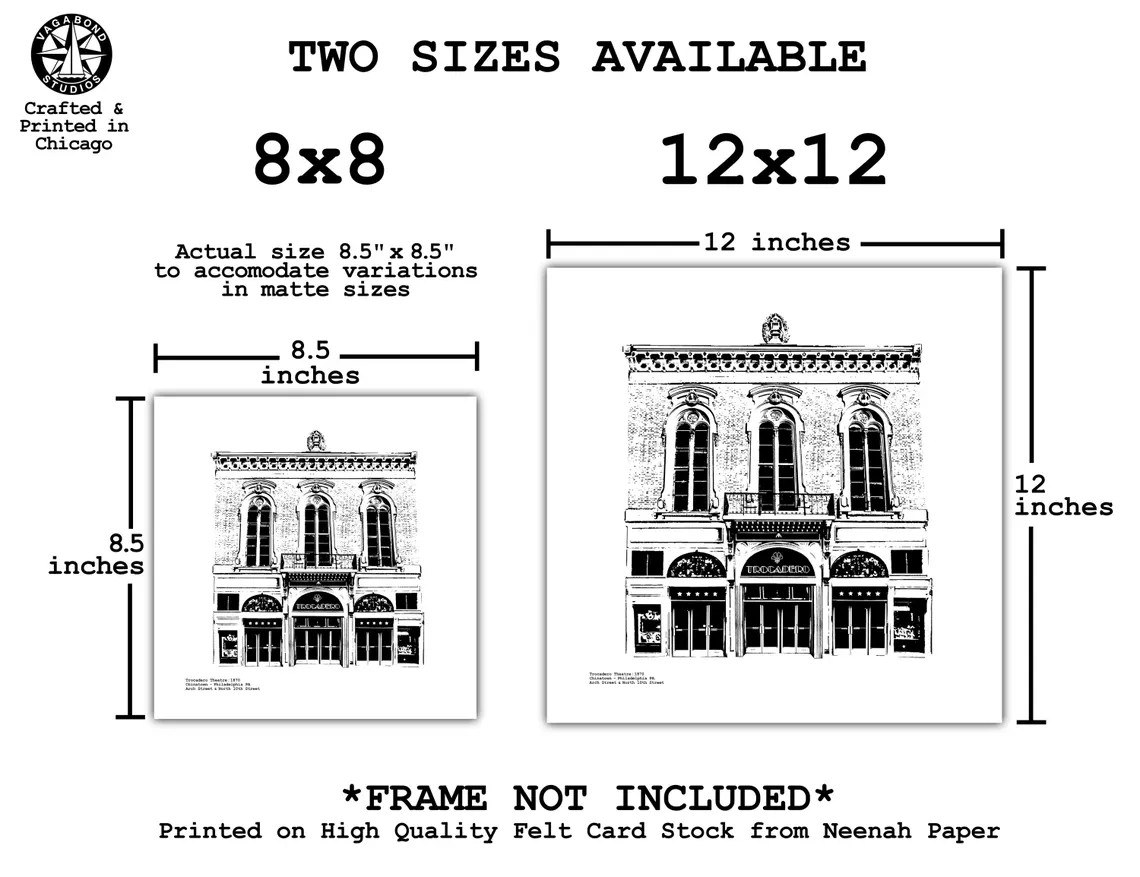 VAGABOND
STUDIOS
Crafted &
Printed in
Chicago
TWO SIZES AVAILABLE
8x8
12x12
Actual size 8.5" x 8.5"
to accomodate variations
in matte sizes
8.5
inches
8.5
inches
TROCADERO
Trocadero Theatre:1870
Chinatown - Philadelphia PA
Arch Street & North 10th Street
12 inches
12
inches
TROCADERO
Trocadero Theatre:1870
Chinatown - Philadelphia PA
Arch Street & North 10th Street
*FRAME NOT INCLUDED*
Printed on High Quality Felt Card Stock from Neenah Paper